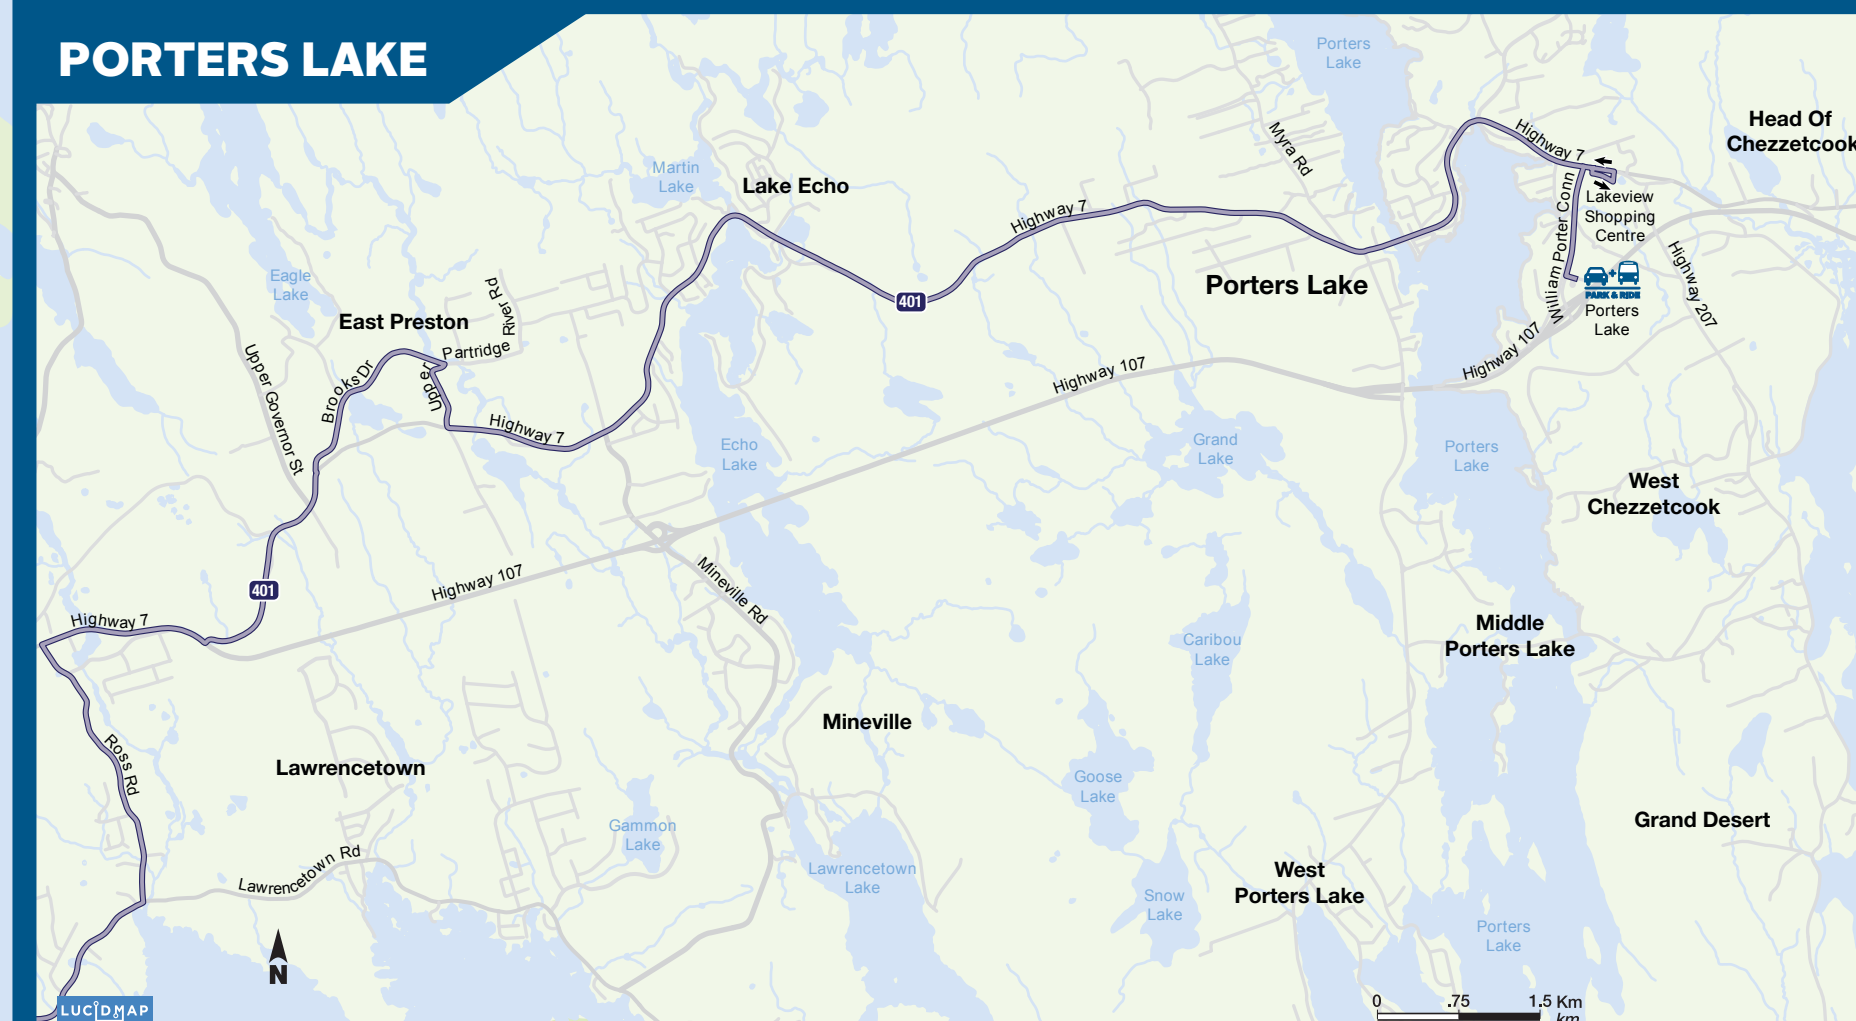 PORTERS LAKE
Porters
Lake
Head Of
Chezzetcook
Highway 7
Myra Rd
Martin
Lake
Lake Echo
Lakeview
Shopping
Centre
William Porter Conn
Highway 7
Highway 207
Eagle
Lake
River Rd
401
Porters Lake
PARK & RIDE
Porters
Lake
East Preston
Partridge
Upper
Brooks Dr
Upper Governor St
Highway 107
Highway 107
Highway 7
Echo
Lake
Grand
Lake
Porters
Lake
West
Chezzetcook
401
Highway 107
Mineville Rd
Highway 7
Caribou
Lake
Middle
Porters Lake
Mineville
Ross Rd
Lawrencetown
Goose
Lake
Gammon
Lake
Grand Desert
Lawrencetown Rd
Lawrencetown
Lake
West
Porters Lake
Snow
Lake
Porters
Lake
N
LUCIDMAP
0 .75 1.5 Km
km